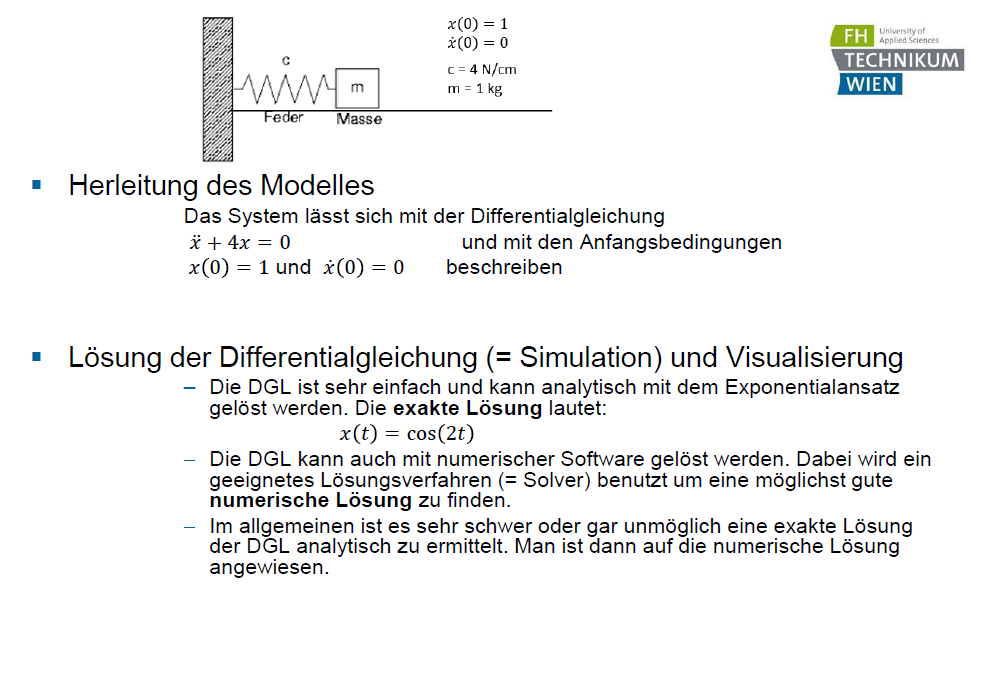 x(0) = 1
ẋ(0) = 0
c = 4 N/cm
m = 1 kg
c
m
Feder Masse
FH University of Applied Sciences
TECHNIKUM
WIEN
▪ Herleitung des Modelles
Das System lässt sich mit der Differentialgleichung
ẍ + 4x = 0 und mit den Anfangsbedingungen
x(0) = 1 und ẋ(0) = 0 beschreiben
▪ Lösung der Differentialgleichung (= Simulation) und Visualisierung
– Die DGL ist sehr einfach und kann analytisch mit dem Exponentialansatz
gelöst werden. Die exakte Lösung lautet:
x(t) = cos(2t)
– Die DGL kann auch mit numerischer Software gelöst werden. Dabei wird ein
geeignetes Lösungsverfahren (= Solver) benutzt um eine möglichst gute
numerische Lösung zu finden.
– Im allgemeinen ist es sehr schwer oder gar unmöglich eine exakte Lösung
der DGL analytisch zu ermittelt. Man ist dann auf die numerische Lösung
angewiesen.